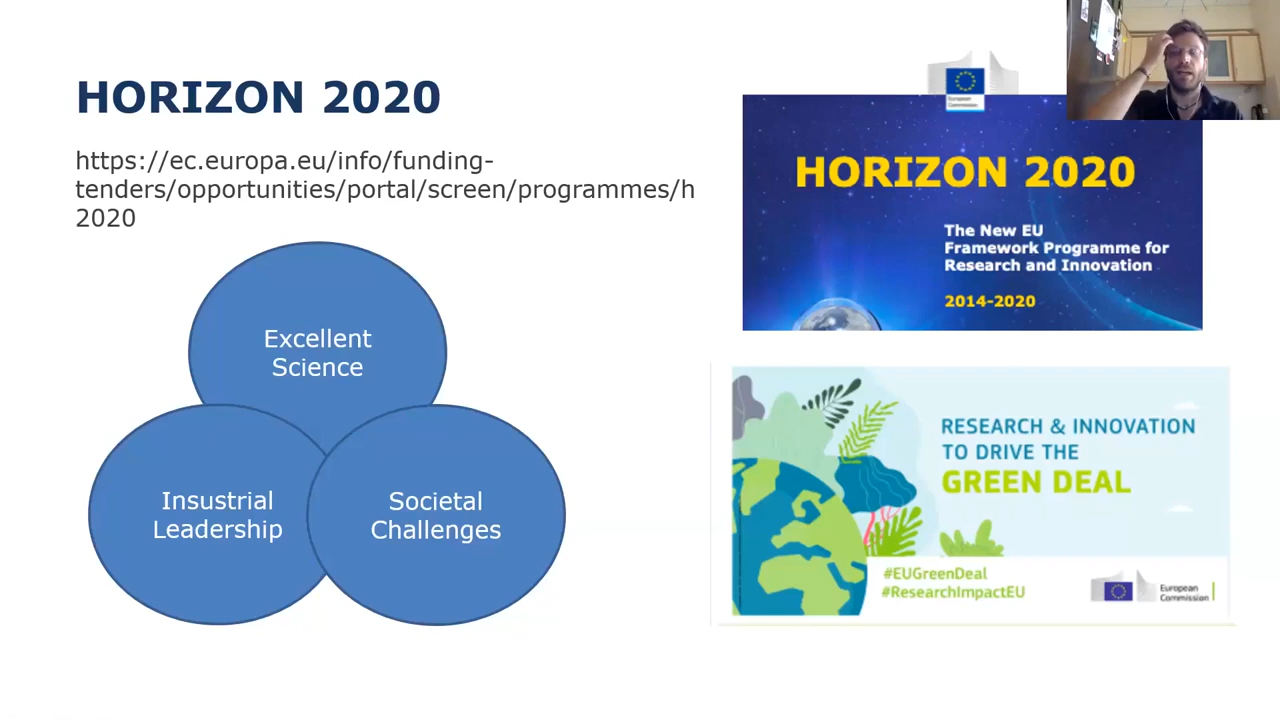 HORIZON 2020
https://ec.europa.eu/info/funding-
tenders/opportunities/portal/screen/programmes/h
2020
Excellent
Science
Insustrial
Leadership
Societal
Challenges
European
Commission
HORIZON 2020
The New EU
Framework Programme for
Research and Innovation
2014-2020
RESEARCH & INNOVATION
TO DRIVE THE
GREEN DEAL
#EUGreenDeal
#ResearchImpactEU
European
Commission